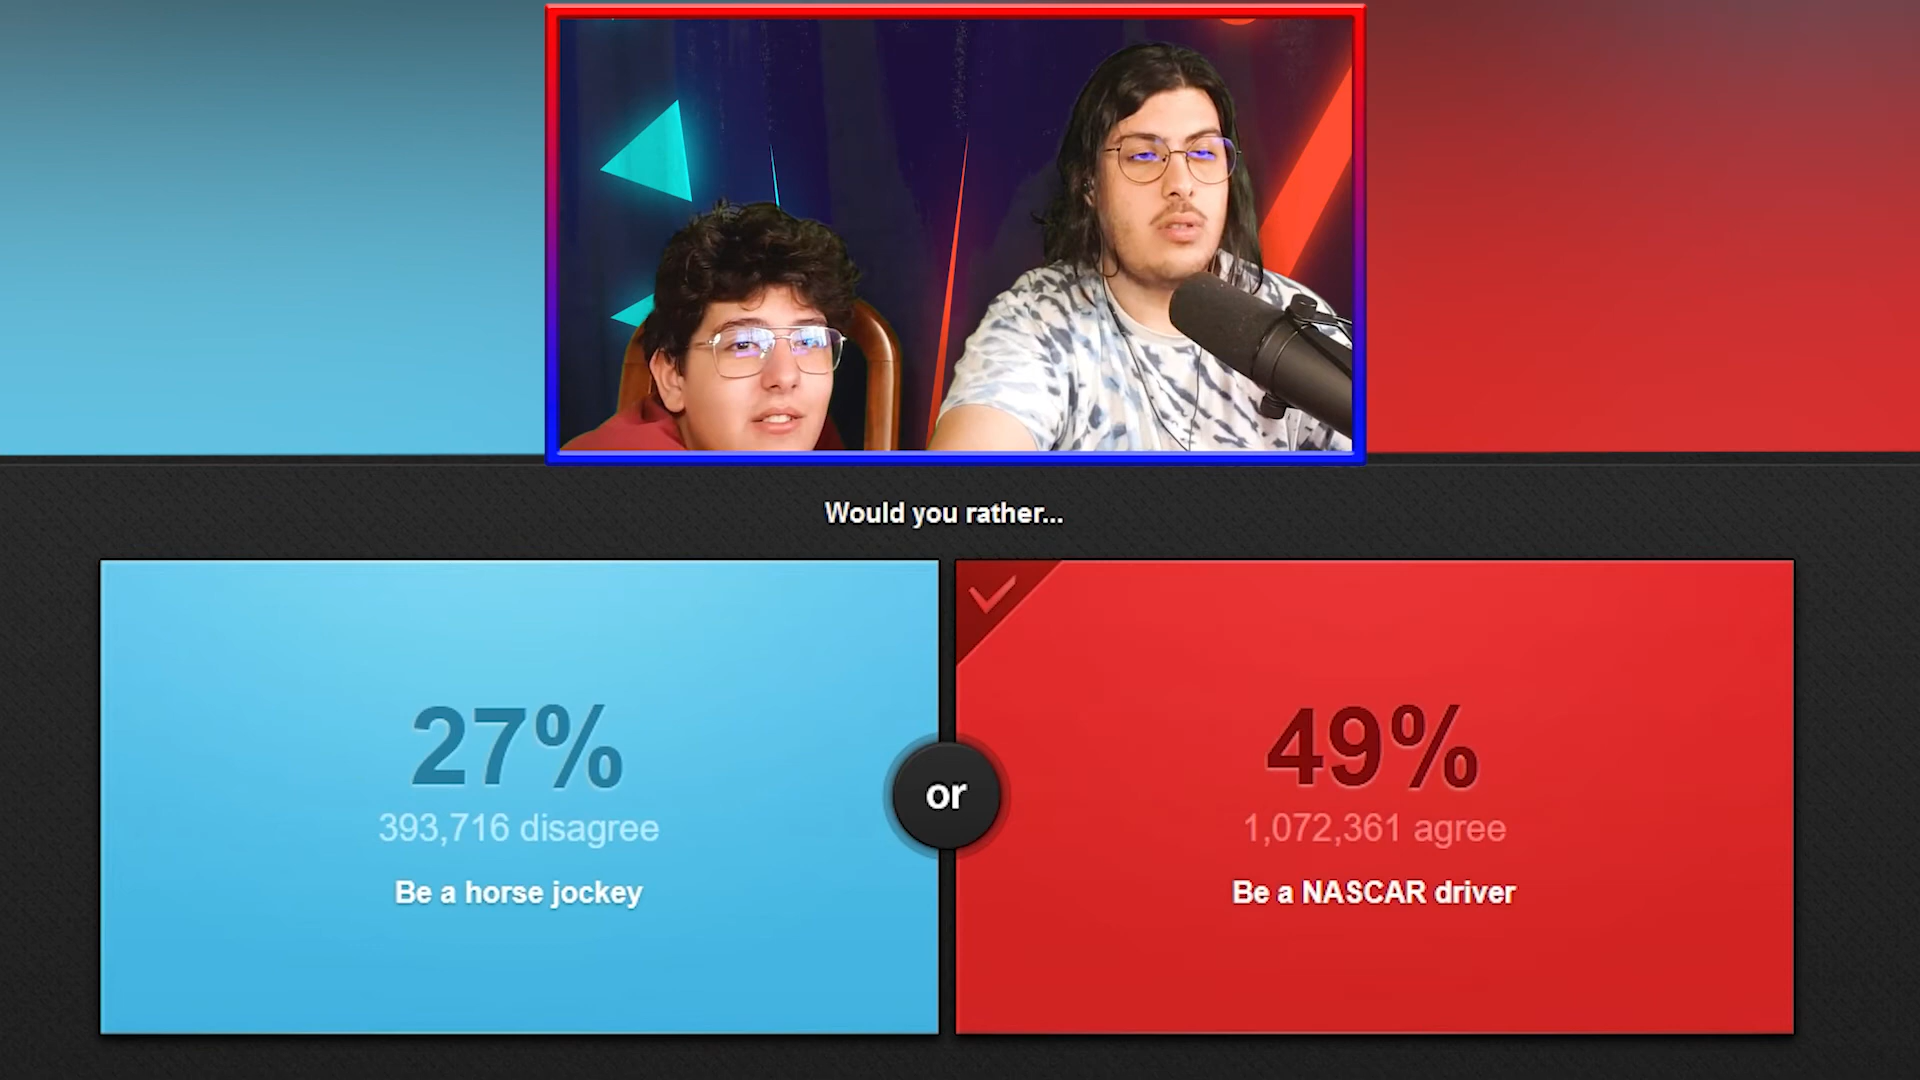 Would you rather...
27%
393,716 disagree
Be a horse jockey
or
49%
1,072,361 agree
Be a NASCAR driver